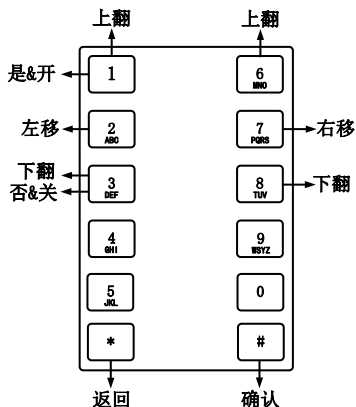 上翻 上翻
是&开 1 6 MNO
左移 2 ABC 7 PQRS 右移
下翻
否&关 3 DEF 8 TUV 下翻
4 GHI 9 WSYZ
5 JKL 0
* #
返回 确认